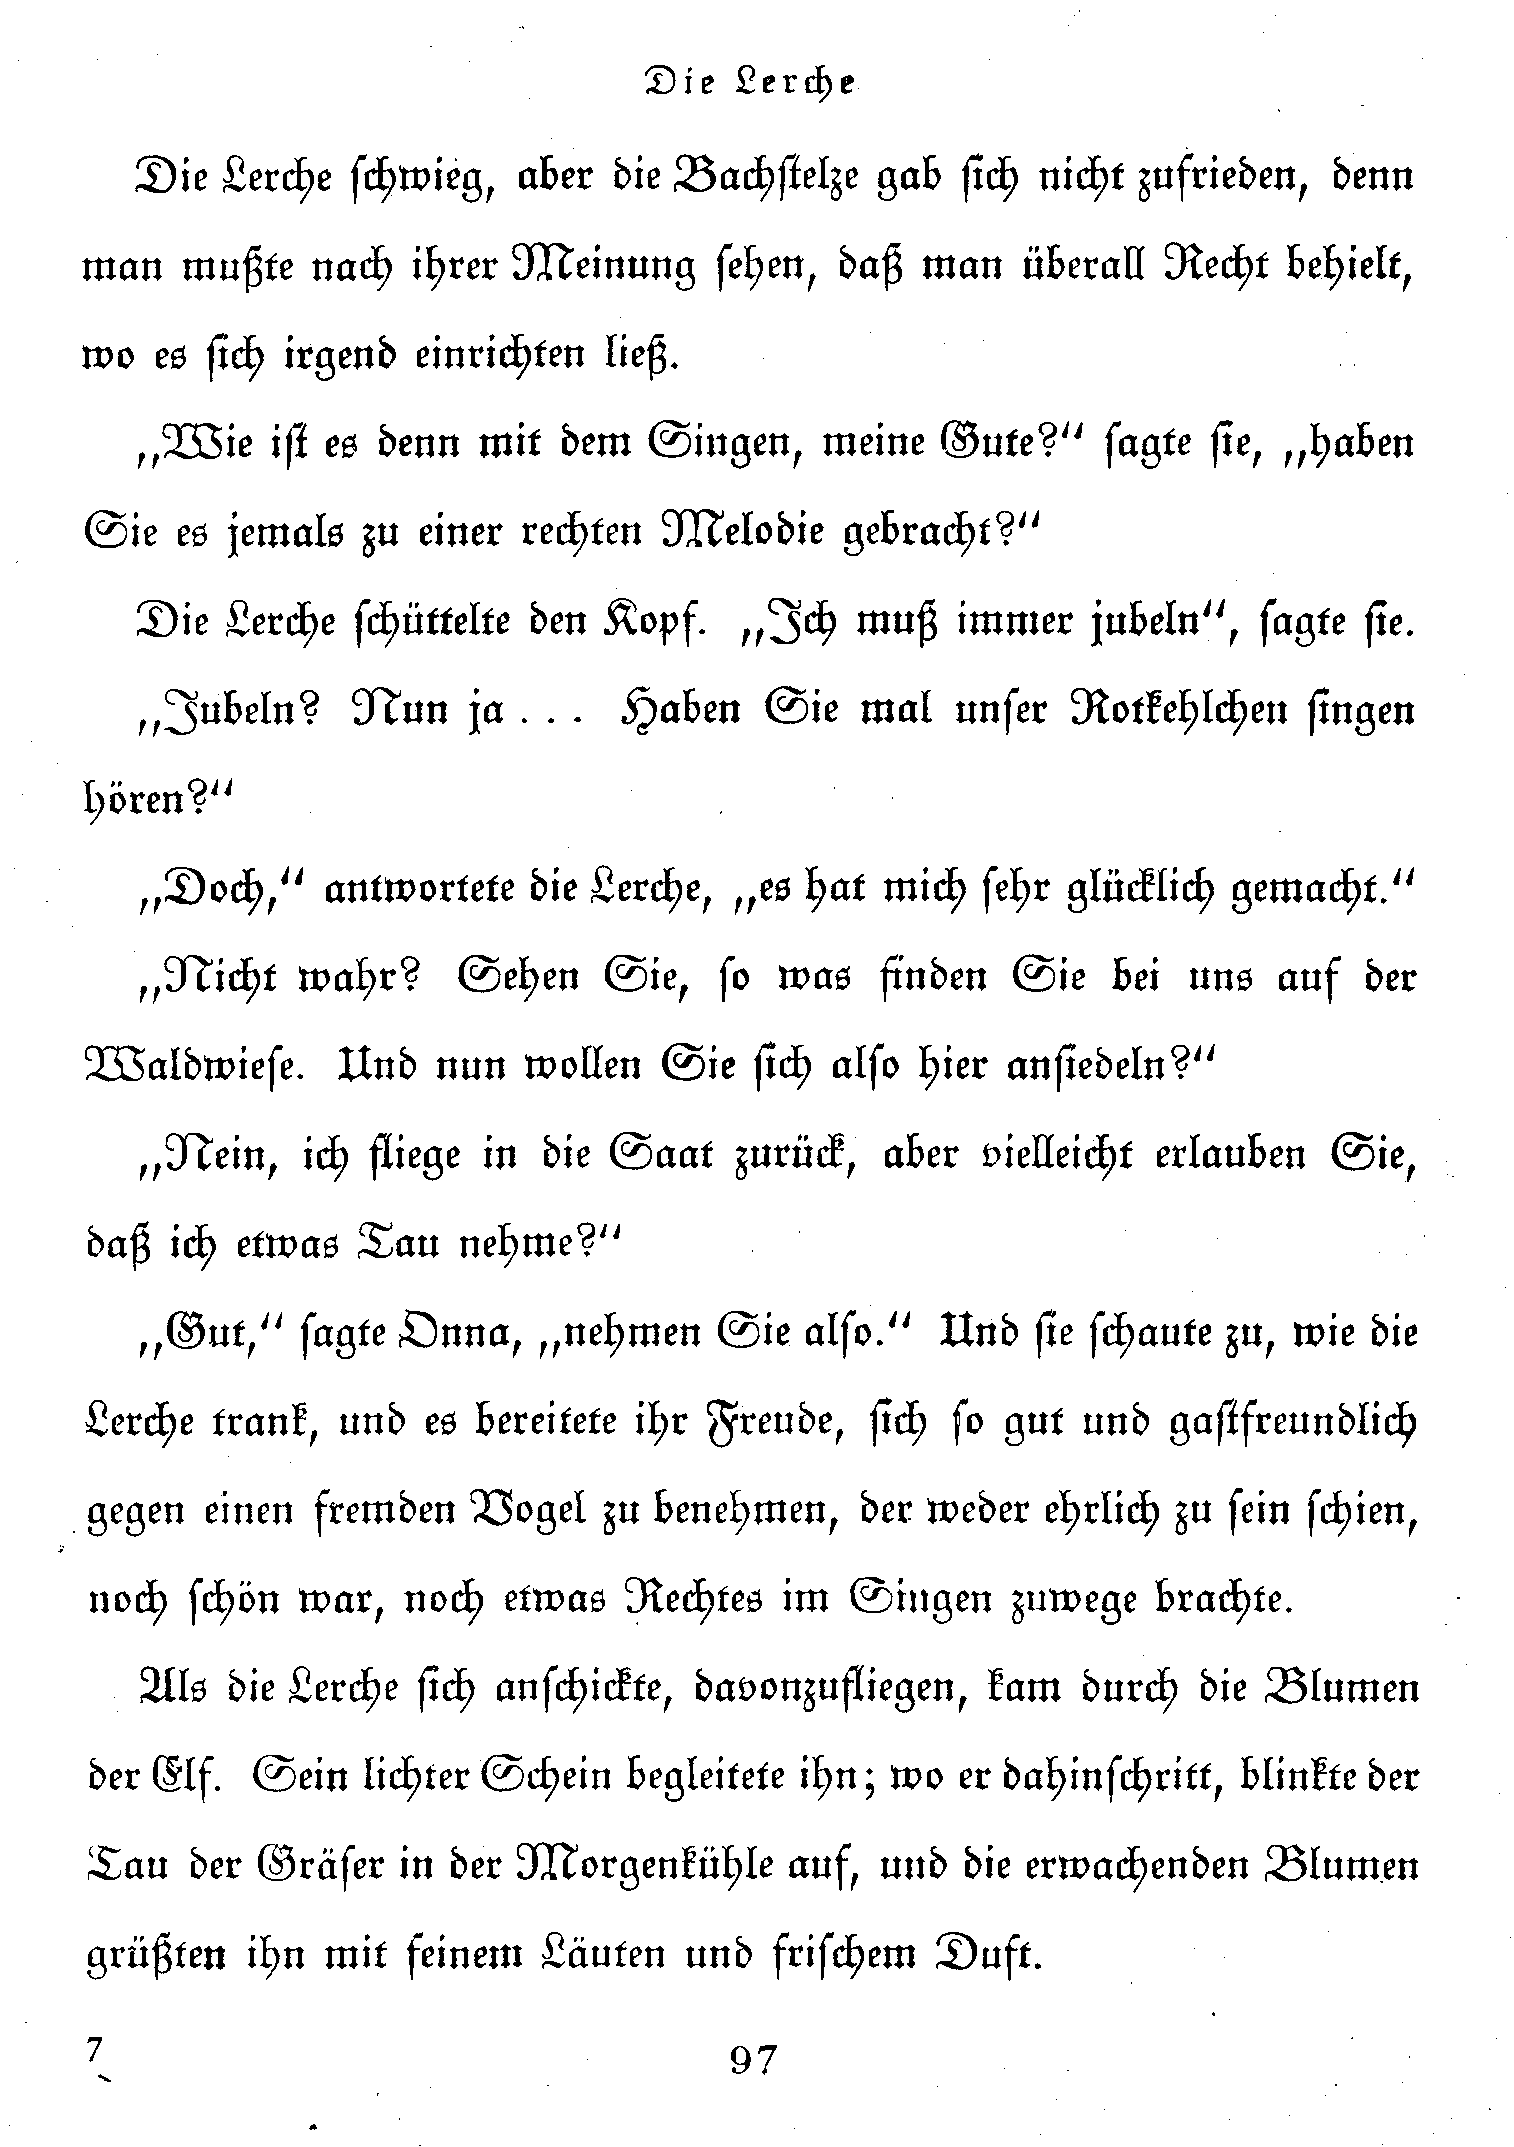 Die Lerche
Die Lerche schwieg, aber die Bachstelze gab sich nicht zufrieden, denn
man mußte nach ihrer Meinung sehen, daß man überall Recht behielt,
wo es sich irgend einrichten ließ.
„Wie ist es denn mit dem Singen, meine Gute?“ sagte sie, „haben
Sie es jemals zu einer rechten Melodie gebracht?“
Die Lerche schüttelte den Kopf. „Ich muß immer jubeln“, sagte sie.
„Jubeln? Nun ja . . . Haben Sie mal unser Rotkehlchen singen
hören?“
„Doch,“ antwortete die Lerche, „es hat mich sehr glücklich gemacht.“
„Nicht wahr? Sehen Sie, so was finden Sie bei uns auf der
Waldwiese. Und nun wollen Sie sich also hier ansiedeln?“
„Nein, ich fliege in die Saat zurück, aber vielleicht erlauben Sie,
daß ich etwas Tau nehme?“
„Gut,“ sagte Onna, „nehmen Sie also.“ Und sie schaute zu, wie die
Lerche trank, und es bereitete ihr Freude, sich so gut und gastfreundlich
gegen einen fremden Vogel zu benehmen, der weder ehrlich zu sein schien,
noch schön war, noch etwas Rechtes im Singen zuwege brachte.
Als die Lerche sich anschickte, davonzufliegen, kam durch die Blumen
der Elf. Sein lichter Schein begleitete ihn; wo er dahinschritt, blinkte der
Tau der Gräser in der Morgenkühle auf, und die erwachenden Blumen
grüßten ihn mit feinem Läuten und frischem Duft.
7
97